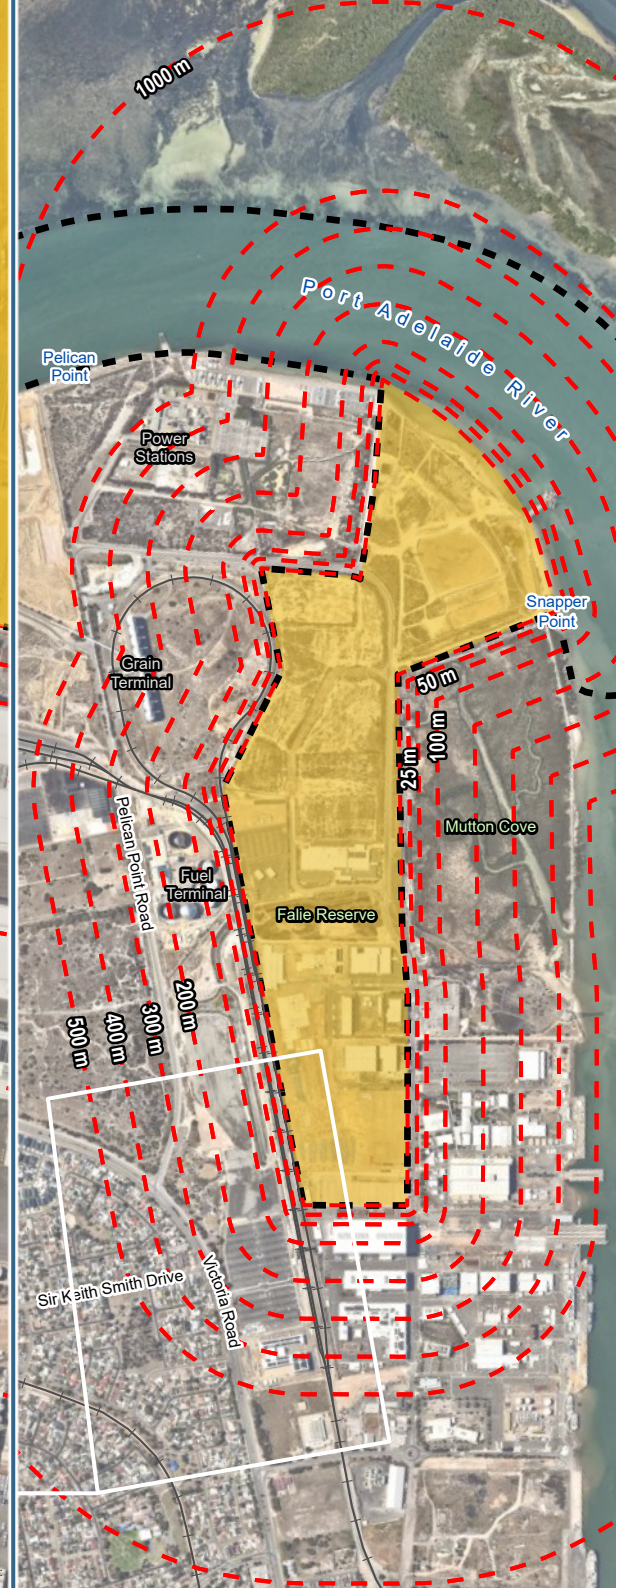 1000 m
Port Adelaide River
Pelican
Point
Power
Stations
Snapper
Point
Grain
Terminal
50 m
100 m
25 m
Pelican Point Road
Mutton Cove
Fuel
Terminal
Falie Reserve
200 m
300 m
400 m
500 m
Sir Keith Smith Drive
Victoria Road